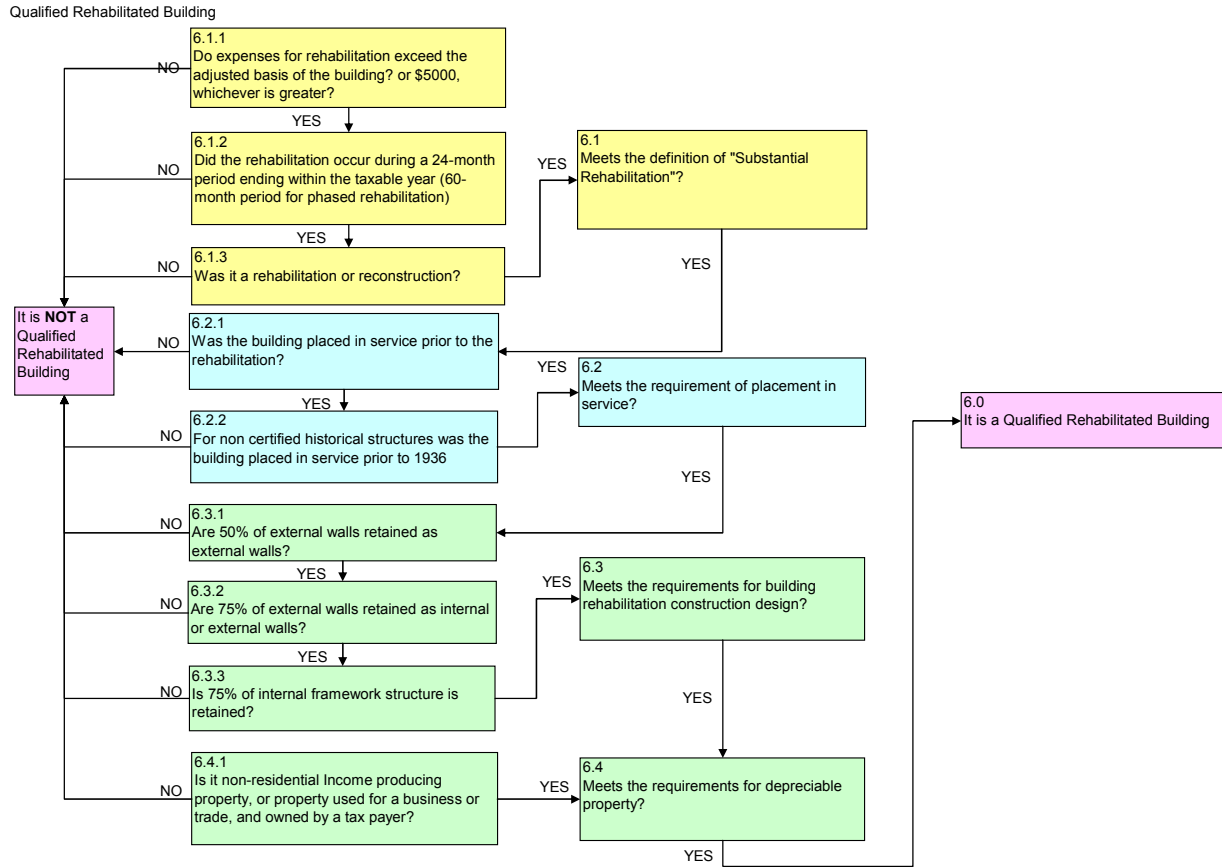 Qualified Rehabilitated Building
6.1.1
Do expenses for rehabilitation exceed the
adjusted basis of the building? or $5000,
whichever is greater?
NO
YES
6.1.2
Did the rehabilitation occur during a 24-month
period ending within the taxable year (60-
month period for phased rehabilitation)
NO
YES
6.1
Meets the definition of "Substantial
Rehabilitation"?
YES
6.1.3
Was it a rehabilitation or reconstruction?
NO
YES
It is NOT a
Qualified
Rehabilitated
Building
6.2.1
Was the building placed in service prior to the
rehabilitation?
NO
YES
6.2
Meets the requirement of placement in
service?
YES
6.2.2
For non certified historical structures was the
building placed in service prior to 1936
NO
YES
6.0
It is a Qualified Rehabilitated Building
6.3.1
Are 50% of external walls retained as
external walls?
NO
YES
6.3.2
Are 75% of external walls retained as internal
or external walls?
NO
YES
6.3
Meets the requirements for building
rehabilitation construction design?
YES
6.3.3
Is 75% of internal framework structure is
retained?
NO
YES
6.4.1
Is it non-residential Income producing
property, or property used for a business or
trade, and owned by a tax payer?
NO
YES
6.4
Meets the requirements for depreciable
property?
YES